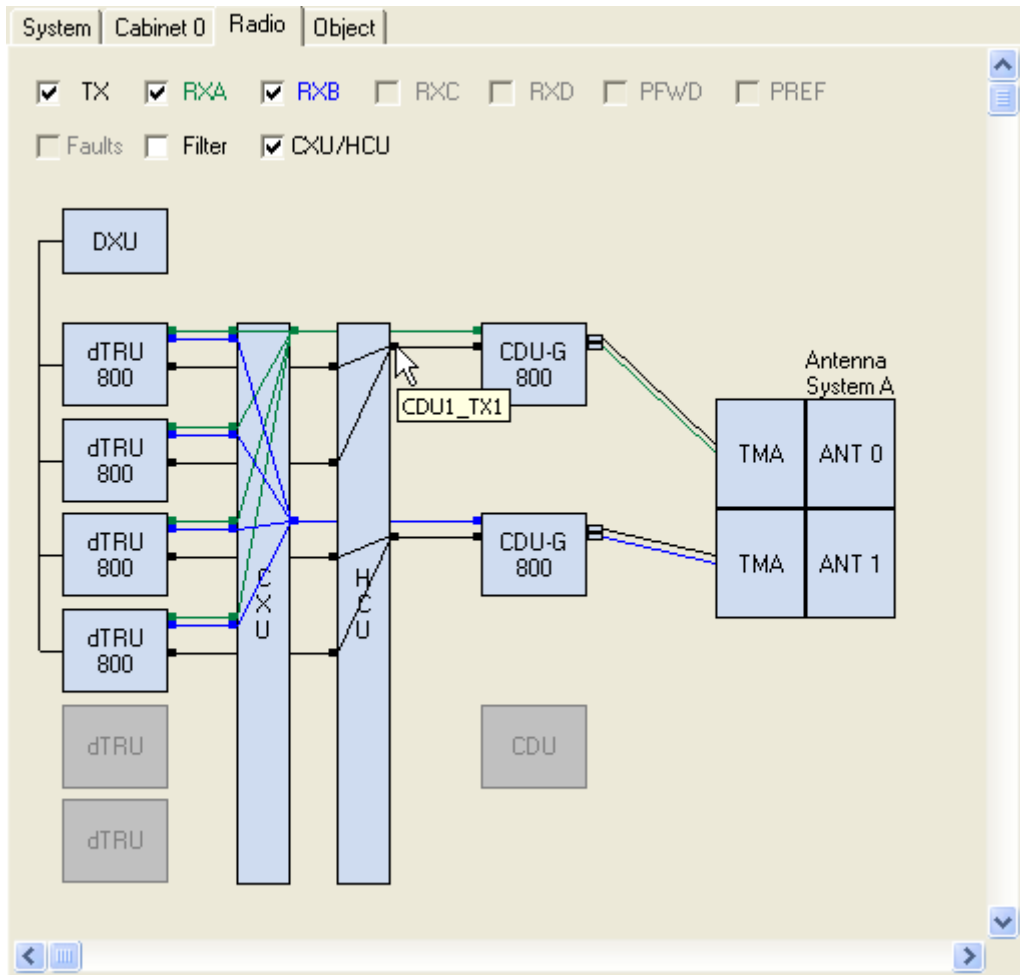 System Cabinet 0 Radio Object
TX RXA RXB RXC RXD PFWD PREF
Faults Filter CXU/HCU
DXU
dTRU
800
CDU-G
800
Antenna
System A
CDU1_TX1
dTRU
800
TMA ANT 0
dTRU
800
CDU-G
800
TMA ANT 1
C
X
U
H
C
U
dTRU
800
dTRU
CDU
dTRU